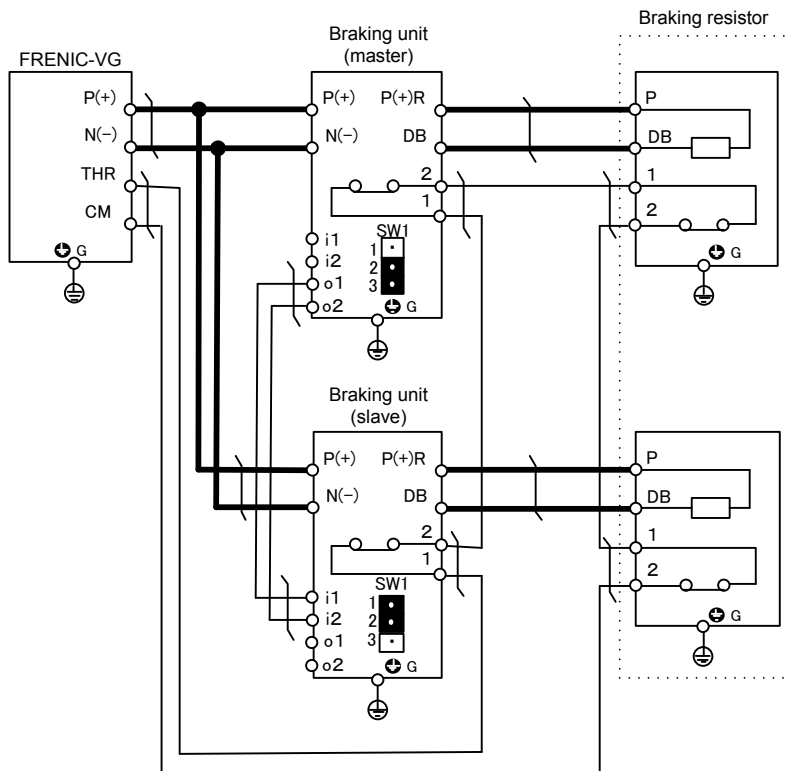 Braking resistor
Braking unit
(master)
FRENIC-VG
P(+)
N(-)
THR
CM
G
P(+) P(+)R
N(-) DB
2
1
SW1
1
2
3
i1
i2
o1
o2
G
P
DB
1
2
G
Braking unit
(slave)
P(+) P(+)R
N(-) DB
2
1
SW1
1
2
3
i1
i2
o1
o2
G
P
DB
1
2
G